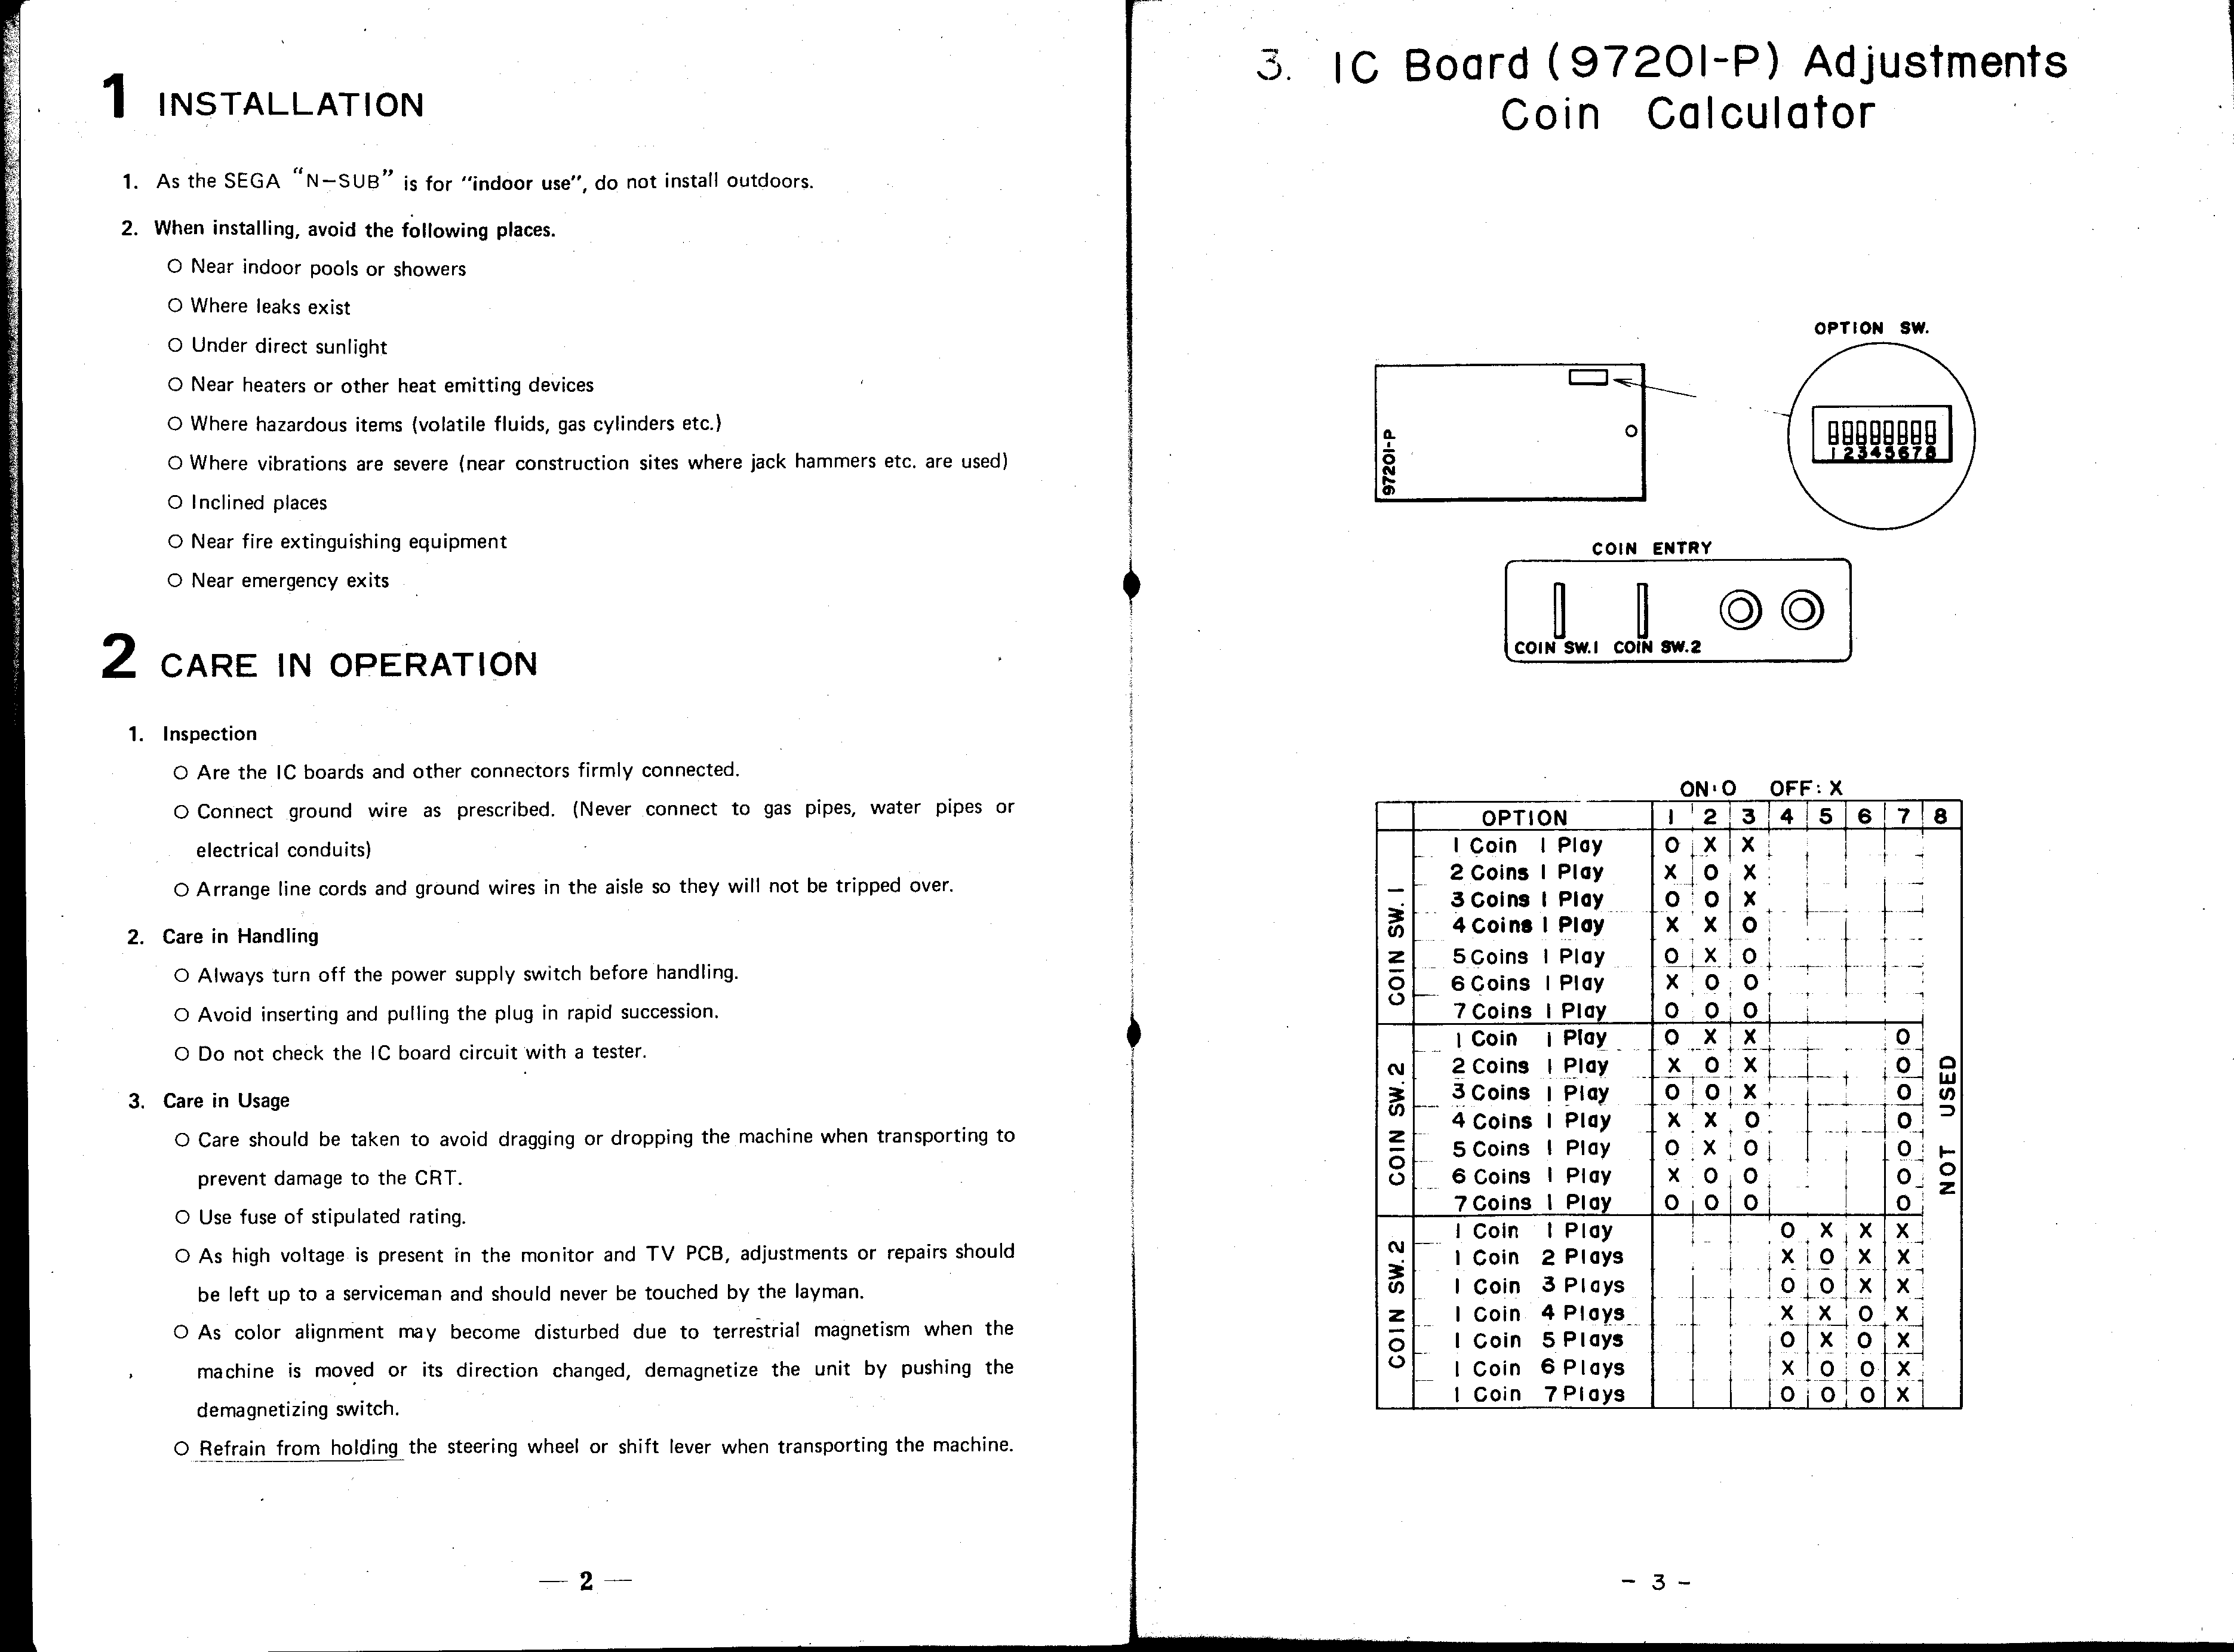 1 INSTALLATION
1. As the SEGA "N-SUB" is for "indoor use", do not install outdoors.
2. When installing, avoid the following places.
O Near indoor pools or showers
O Where leaks exist
O Under direct sunlight
O Near heaters or other heat emitting devices
O Where hazardous items (volatile fluids, gas cylinders etc.)
O Where vibrations are severe (near construction sites where jack hammers etc. are used)
O Inclined places
O Near fire extinguishing equipment
O Near emergency exits
2 CARE IN OPERATION
1. Inspection
O Are the IC boards and other connectors firmly connected.
O Connect ground wire as prescribed. (Never connect to gas pipes, water pipes or
electrical conduits)
O Arrange line cords and ground wires in the aisle so they will not be tripped over.
2. Care in Handling
O Always turn off the power supply switch before handling.
O Avoid inserting and pulling the plug in rapid succession.
O Do not check the IC board circuit with a tester.
3. Care in Usage
O Care should be taken to avoid dragging or dropping the machine when transporting to
prevent damage to the CRT.
O Use fuse of stipulated rating.
O As high voltage is present in the monitor and TV PCB, adjustments or repairs should
be left up to a serviceman and should never be touched by the layman.
O As color alignment may become disturbed due to terrestrial magnetism when the
machine is moved or its direction changed, demagnetize the unit by pushing the
demagnetizing switch.
O Refrain from holding the steering wheel or shift lever when transporting the machine.
— 2 —
3. IC Board (97201-P) Adjustments
Coin Calculator
OPTION SW.
97201-P
1 2 3 4 5 6 7 8
COIN ENTRY
COIN SW.1 COIN SW.2
ON: O OFF: X
OPTION 1 2 3 4 5 6 7 8
COIN SW. 1
1 Coin 1 Play O X X
2 Coins 1 Play X O X
3 Coins 1 Play O O X
4 Coins 1 Play X X O
5 Coins 1 Play O X O
6 Coins 1 Play X O O
7 Coins 1 Play O O O
COIN SW. 2
1 Coin 1 Play O X X O
2 Coins 1 Play X O X O
3 Coins 1 Play O O X O
4 Coins 1 Play X X O O
5 Coins 1 Play O X O O
6 Coins 1 Play X O O O
7 Coins 1 Play O O O O
COIN SW. 2
1 Coin 1 Play O X X X
1 Coin 2 Plays X O X X
1 Coin 3 Plays O O X X
1 Coin 4 Plays X X O X
1 Coin 5 Plays O X O X
1 Coin 6 Plays X O O X
1 Coin 7 Plays O O O X
NOT USED
- 3 -